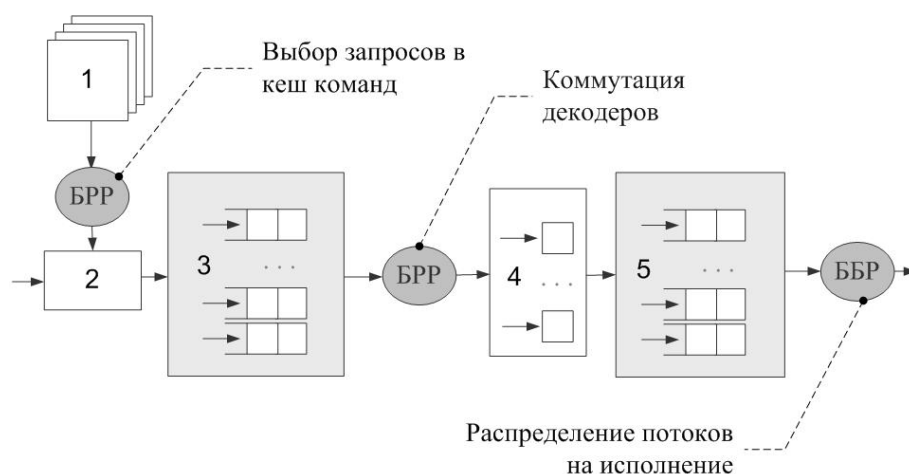 1
Выбор запросов в
кеш команд
Коммутация
декодеров
БРР
2
3
. . .
БРР
4
. . .
5
. . .
ББР
Распределение потоков
на исполнение